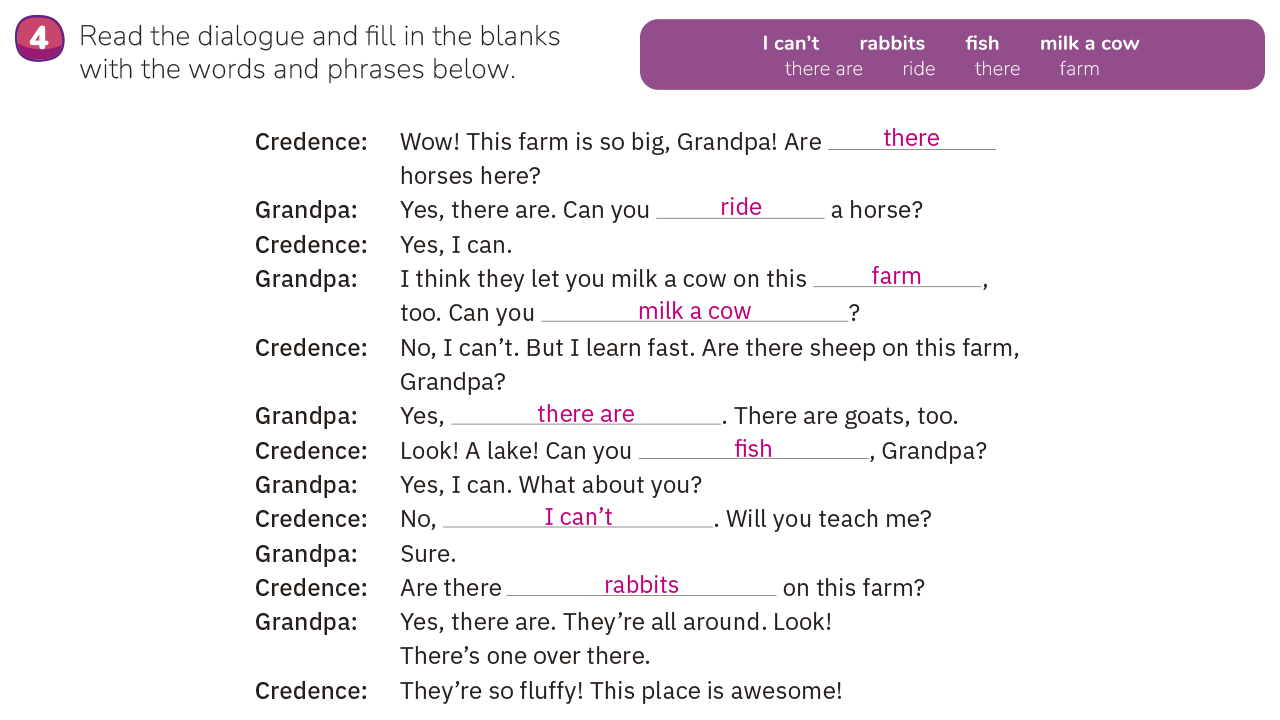 4 Read the dialogue and fill in the blanks
with the words and phrases below.
I can’t rabbits fish milk a cow
there are ride there farm
Credence: Wow! This farm is so big, Grandpa! Are there
horses here?
Grandpa: Yes, there are. Can you ride a horse?
Credence: Yes, I can.
Grandpa: I think they let you milk a cow on this farm,
too. Can you milk a cow?
Credence: No, I can’t. But I learn fast. Are there sheep on this farm,
Grandpa?
Grandpa: Yes, there are. There are goats, too.
Credence: Look! A lake! Can you fish, Grandpa?
Grandpa: Yes, I can. What about you?
Credence: No, I can’t. Will you teach me?
Grandpa: Sure.
Credence: Are there rabbits on this farm?
Grandpa: Yes, there are. They’re all around. Look!
There’s one over there.
Credence: They’re so fluffy! This place is awesome!